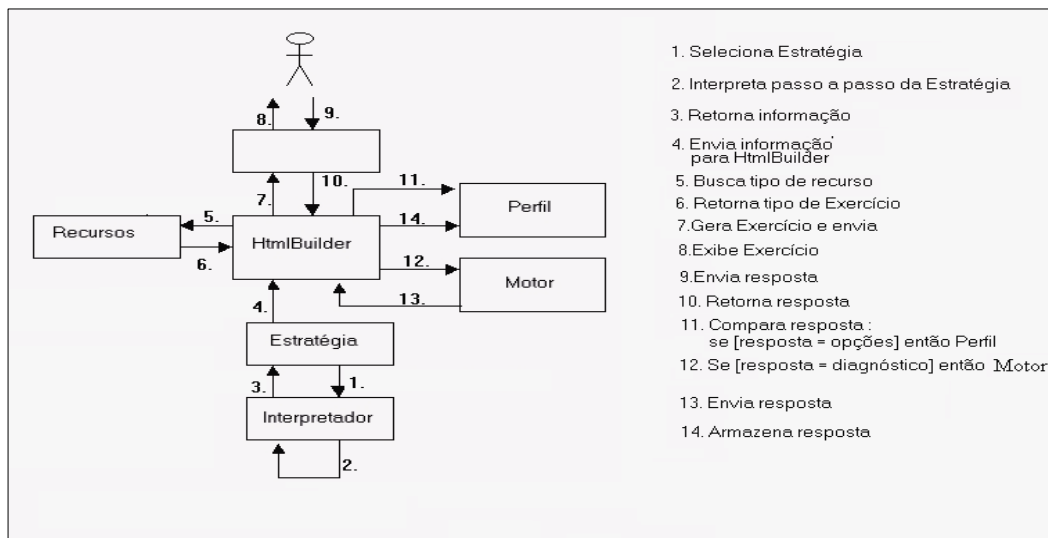 8.
9.
7.
10.
11.
14.
Perfil
Recursos
5.
6.
HtmlBuilder
12.
13.
Motor
4.
Estratégia
3.
1.
Interpretador
2.
1. Seleciona Estratégia
2. Interpreta passo a passo da Estratégia
3. Retorna informação
4. Envia informação
para HtmlBuilder
5. Busca tipo de recurso
6. Retorna tipo de Exercício
7.Gera Exercício e envia
8.Exibe Exercício
9.Envia resposta
10. Retorna resposta
11. Compara resposta :
se [resposta = opções] então Perfil
12. Se [resposta = diagnóstico] então Motor
13. Envia resposta
14. Armazena resposta